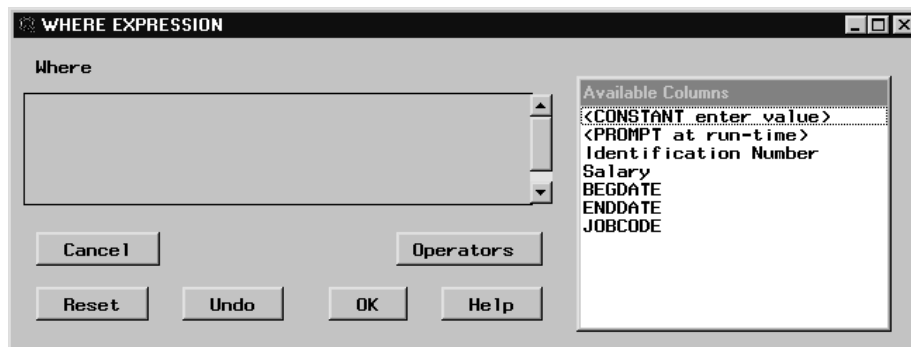 WHERE EXPRESSION
Where
Available Columns
<CONSTANT enter value>
<PROMPT at run-time>
Identification Number
Salary
BEGDATE
ENDDATE
JOBCODE
Cancel
Operators
Reset
Undo
OK
Help